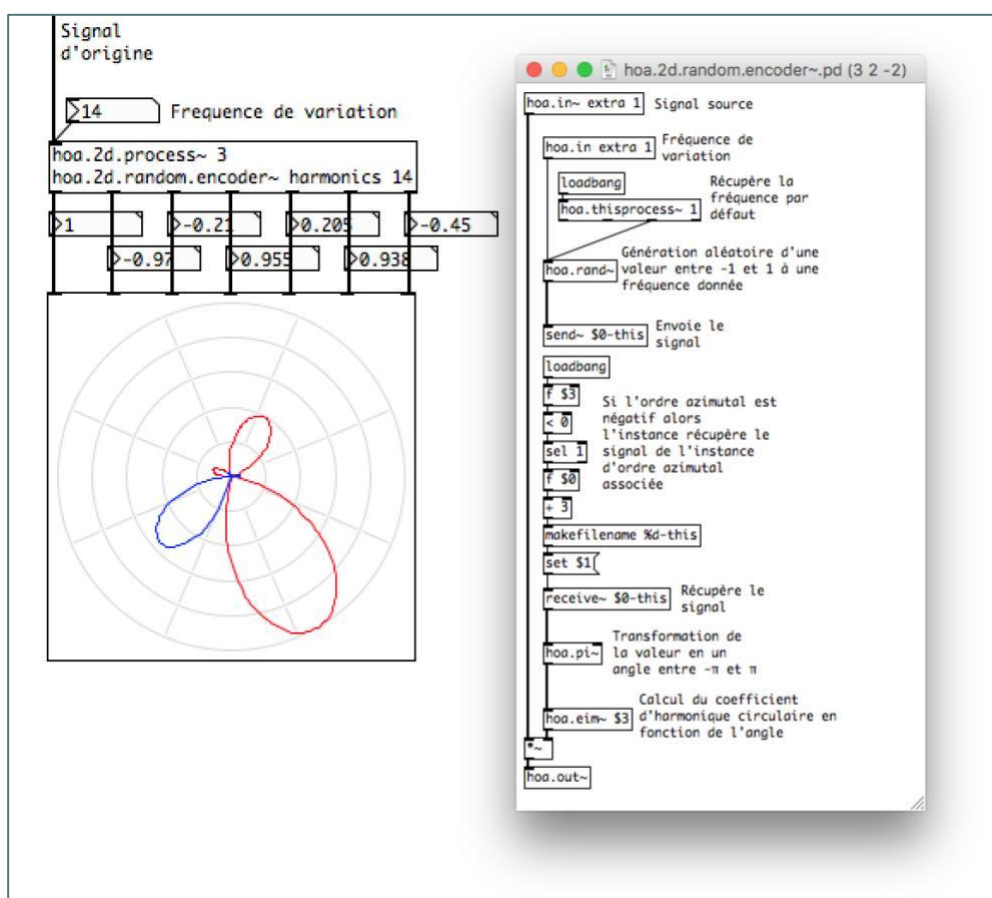 Signal
d'origine
14
Frequence de variation
hoa.2d.process~ 3
hoa.2d.random.encoder~ harmonics 14
1
-0.21
0.205
-0.45
-0.97
0.955
0.938
hoa.2d.random.encoder~.pd (3 2 -2)
hoa.in~ extra 1
Signal source
hoa.in extra 1
Fréquence de
variation
loadbang
hoa.thisprocess~ 1
Récupère la
fréquence par
défaut
hoa.rand~
Génération aléatoire d'une
valeur entre -1 et 1 à une
fréquence donnée
send~ $0-this
Envoie le
signal
loadbang
f $3
< 0
sel 1
f $0
+ 3
Si l'ordre azimutal est
négatif alors
l'instance récupère le
signal de l'instance
d'ordre azimutal
associée
makefilename %d-this
set $1
receive~ $0-this
Récupère le
signal
hoa.pi~
Transformation de
la valeur en un
angle entre -π et π
hoa.eim~ $3
Calcul du coefficient
d'harmonique circulaire en
fonction de l'angle
*~
hoa.out~